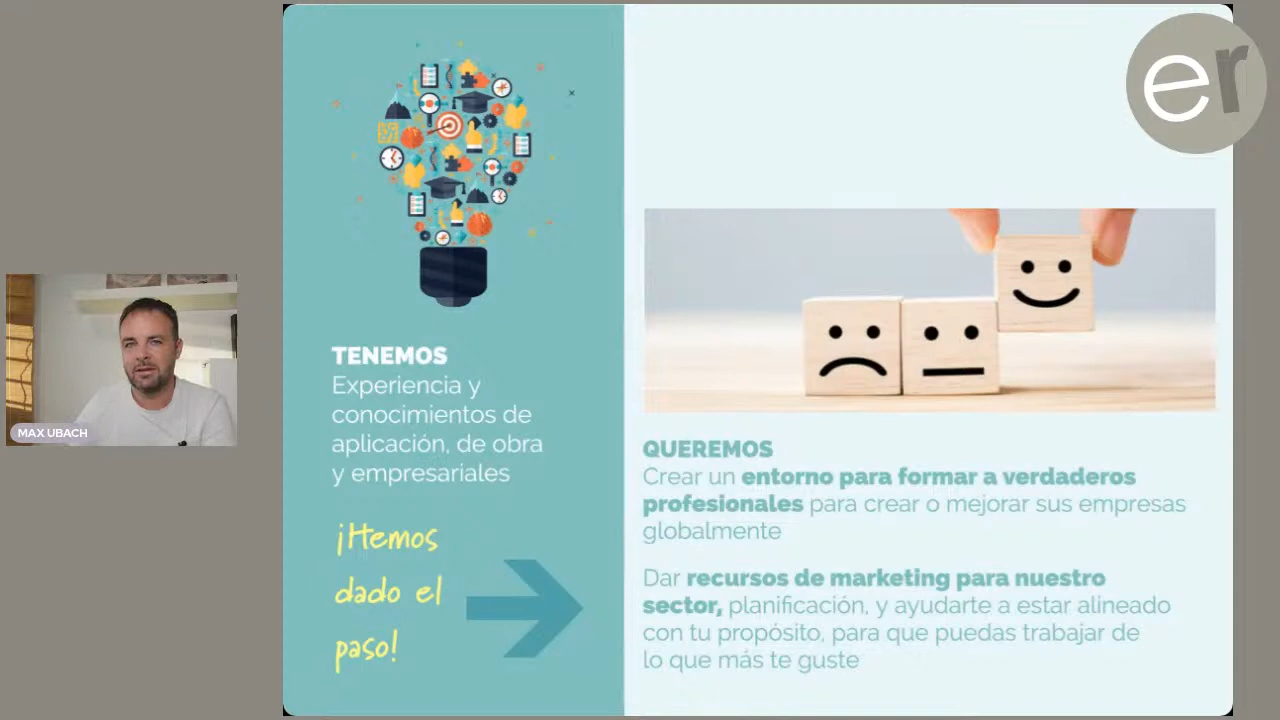 er
MAX UBACH
TENEMOS
Experiencia y
conocimientos de
aplicación, de obra
y empresariales
¡Hemos
dado el
paso!
QUEREMOS
Crear un entorno para formar a verdaderos
profesionales para crear o mejorar sus empresas
globalmente
Dar recursos de marketing para nuestro
sector, planificación, y ayudarte a estar alineado
con tu propósito, para que puedas trabajar de
lo que más te guste